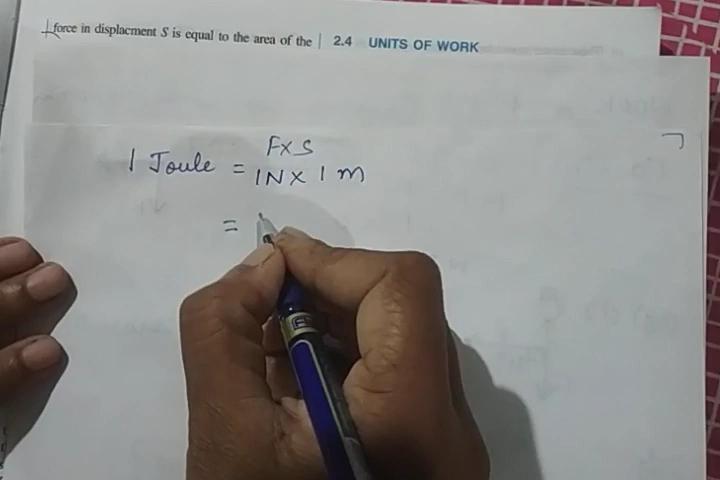 force in displacment S is equal to the area of the | 2.4 UNITS OF WORK
F×S
1 Joule = 1N × 1 m
=